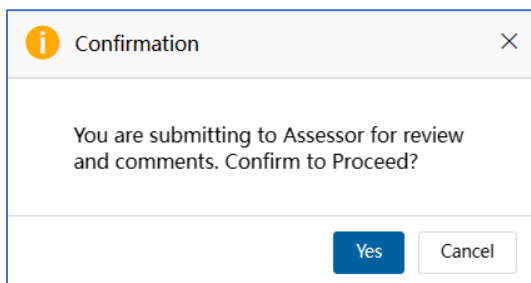 Confirmation
You are submitting to Assessor for review
and comments. Confirm to Proceed?
Yes
Cancel